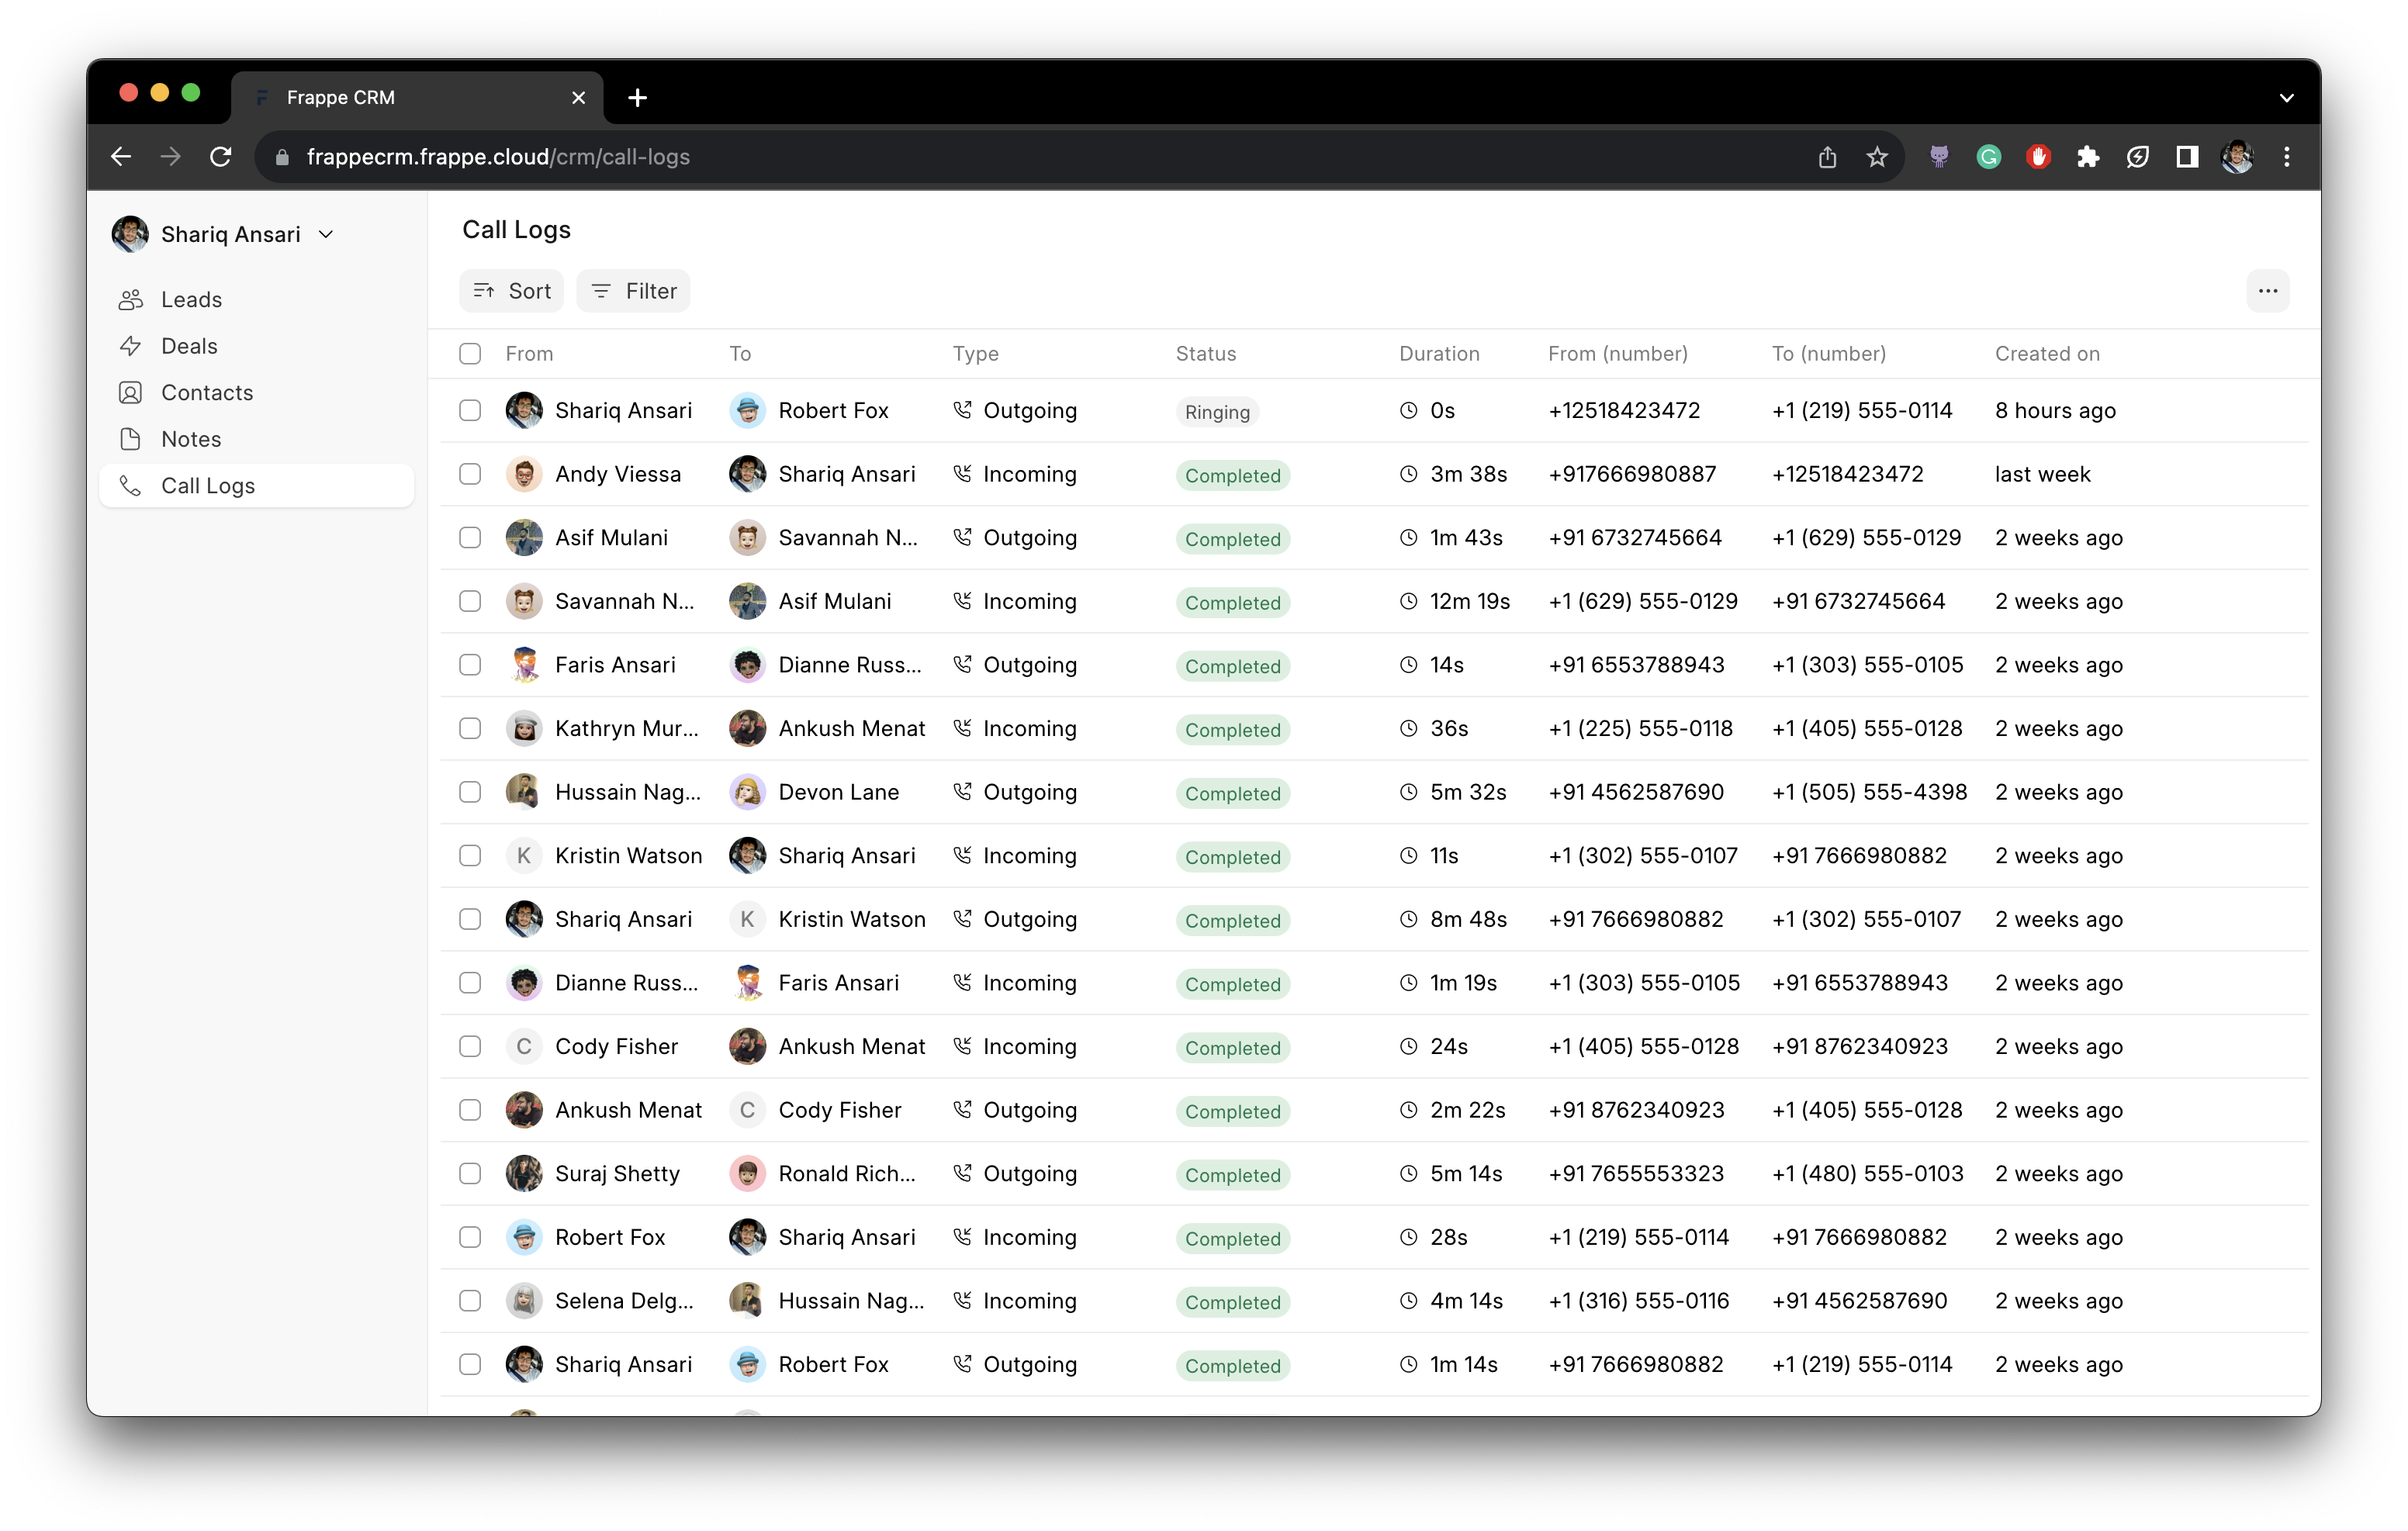 Frappe CRM
frappecrm.frappe.cloud/crm/call-logs
Shariq Ansari
Leads
Deals
Contacts
Notes
Call Logs
Call Logs
Sort Filter
From To Type Status Duration From (number) To (number) Created on
Shariq Ansari Robert Fox Outgoing Ringing 0s +12518423472 +1 (219) 555-0114 8 hours ago
Andy Viessa Shariq Ansari Incoming Completed 3m 38s +917666980887 +12518423472 last week
Asif Mulani Savannah N... Outgoing Completed 1m 43s +91 6732745664 +1 (629) 555-0129 2 weeks ago
Savannah N... Asif Mulani Incoming Completed 12m 19s +1 (629) 555-0129 +91 6732745664 2 weeks ago
Faris Ansari Dianne Russ... Outgoing Completed 14s +91 6553788943 +1 (303) 555-0105 2 weeks ago
Kathryn Mur... Ankush Menat Incoming Completed 36s +1 (225) 555-0118 +1 (405) 555-0128 2 weeks ago
Hussain Nag... Devon Lane Outgoing Completed 5m 32s +91 4562587690 +1 (505) 555-4398 2 weeks ago
K Kristin Watson Shariq Ansari Incoming Completed 11s +1 (302) 555-0107 +91 7666980882 2 weeks ago
Shariq Ansari K Kristin Watson Outgoing Completed 8m 48s +91 7666980882 +1 (302) 555-0107 2 weeks ago
Dianne Russ... Faris Ansari Incoming Completed 1m 19s +1 (303) 555-0105 +91 6553788943 2 weeks ago
C Cody Fisher Ankush Menat Incoming Completed 24s +1 (405) 555-0128 +91 8762340923 2 weeks ago
Ankush Menat C Cody Fisher Outgoing Completed 2m 22s +91 8762340923 +1 (405) 555-0128 2 weeks ago
Suraj Shetty Ronald Rich... Outgoing Completed 5m 14s +91 7655553323 +1 (480) 555-0103 2 weeks ago
Robert Fox Shariq Ansari Incoming Completed 28s +1 (219) 555-0114 +91 7666980882 2 weeks ago
Selena Delg... Hussain Nag... Incoming Completed 4m 14s +1 (316) 555-0116 +91 4562587690 2 weeks ago
Shariq Ansari Robert Fox Outgoing Completed 1m 14s +91 7666980882 +1 (219) 555-0114 2 weeks ago